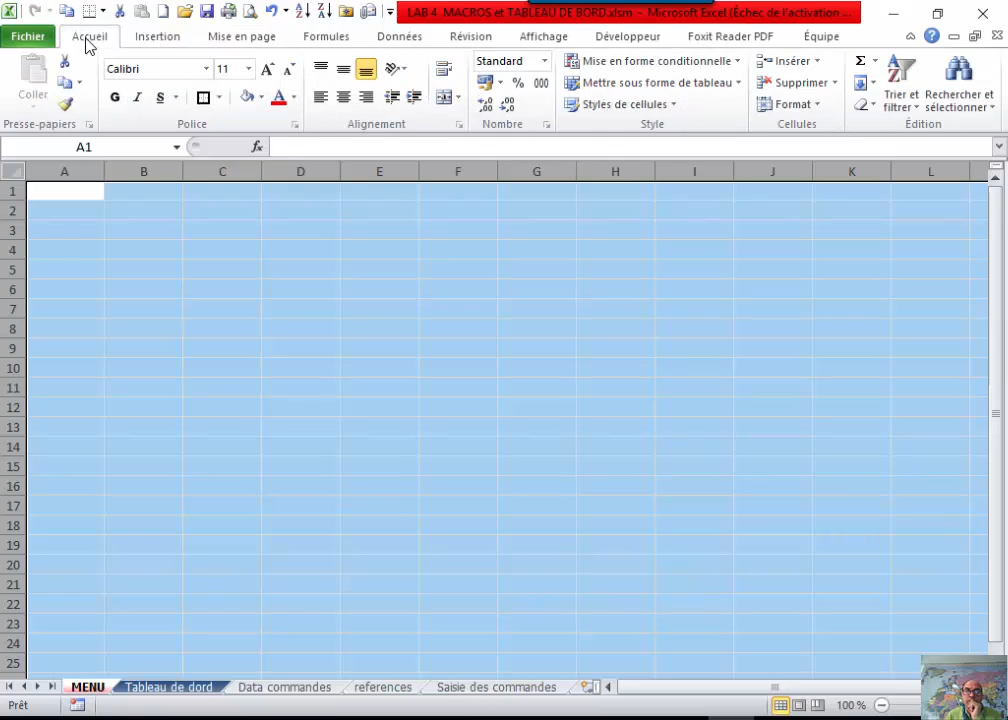 LAB 4 MACROS et TABLEAU DE BORD.xlsm - Microsoft Excel (Échec de l'activation ...
Fichier Accueil Insertion Mise en page Formules Données Révision Affichage Développeur Foxit Reader PDF Équipe
Coller
Presse-papiers
Calibri 11
G I S A
Police
Alignement
Standard
% 000
Nombre
Mise en forme conditionnelle
Mettre sous forme de tableau
Styles de cellules
Style
Insérer
Supprimer
Format
Cellules
Σ
Trier et filtrer
Rechercher et sélectionner
Édition
A1 fx
A B C D E F G H I J K L
1
2
3
4
5
6
7
8
9
10
11
12
13
14
15
16
17
18
19
20
21
22
23
24
25
MENU Tableau de dord Data commandes references Saisie des commandes
Prêt 100 %